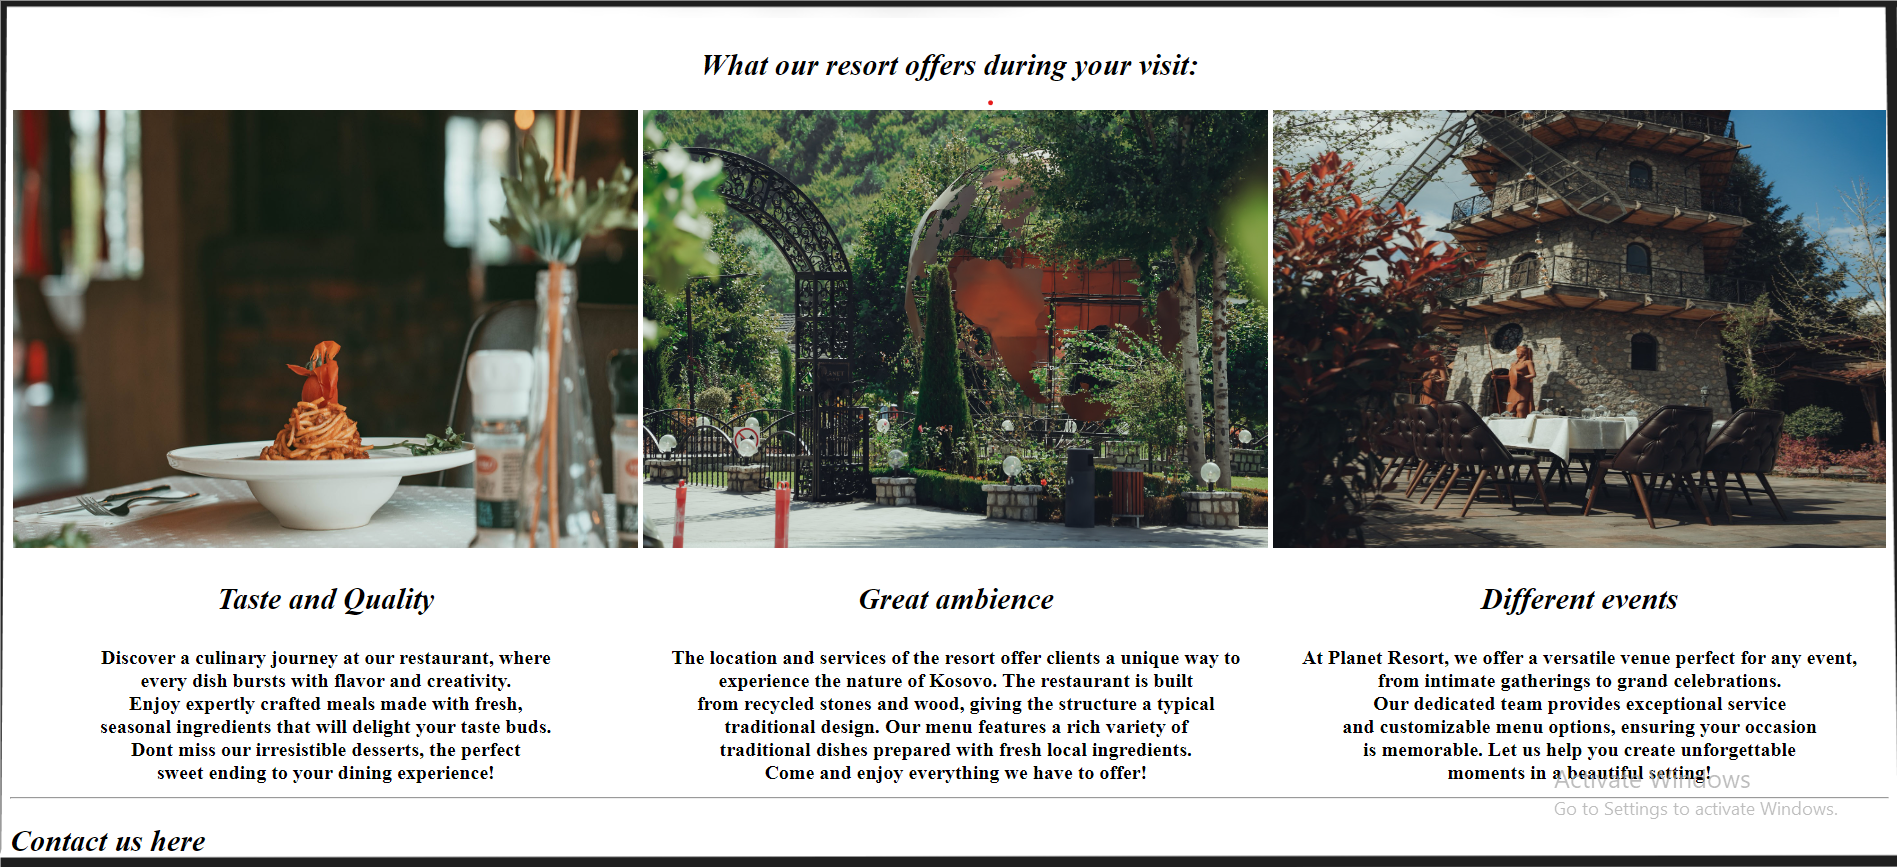 What our resort offers during your visit:
PLANET
Taste and Quality
Discover a culinary journey at our restaurant, where
every dish bursts with flavor and creativity.
Enjoy expertly crafted meals made with fresh,
seasonal ingredients that will delight your taste buds.
Dont miss our irresistible desserts, the perfect
sweet ending to your dining experience!
Great ambience
The location and services of the resort offer clients a unique way to
experience the nature of Kosovo. The restaurant is built
from recycled stones and wood, giving the structure a typical
traditional design. Our menu features a rich variety of
traditional dishes prepared with fresh local ingredients.
Come and enjoy everything we have to offer!
Different events
At Planet Resort, we offer a versatile venue perfect for any event,
from intimate gatherings to grand celebrations.
Our dedicated team provides exceptional service
and customizable menu options, ensuring your occasion
is memorable. Let us help you create unforgettable
moments in a beautiful setting!
Activate Windows
Go to Settings to activate Windows.
Contact us here